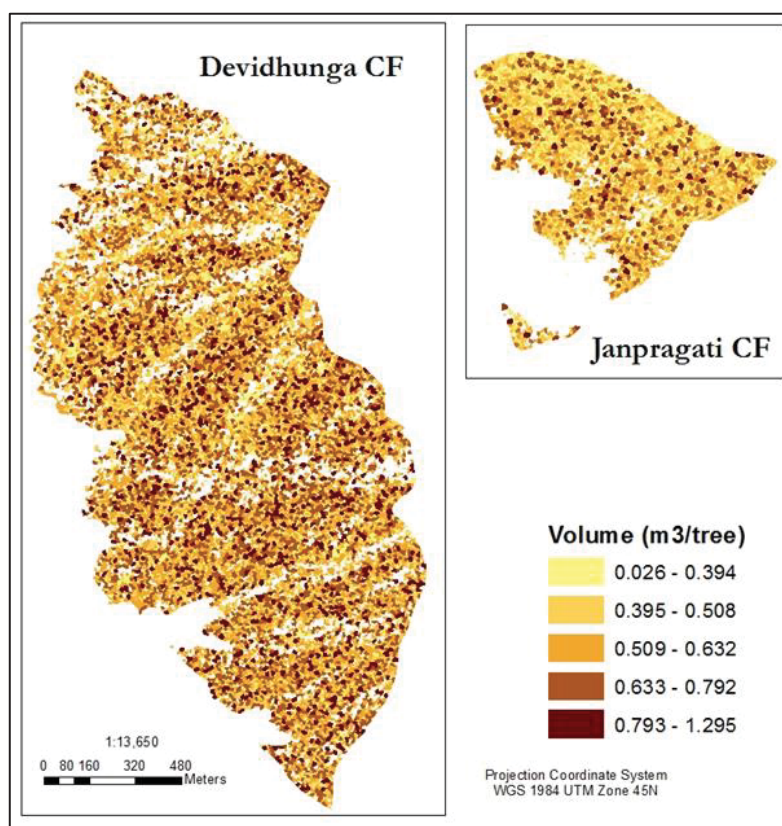 Devidhunga CF
Janpragati CF
Volume (m3/tree)
0.026 - 0.394
0.395 - 0.508
0.509 - 0.632
0.633 - 0.792
0.793 - 1.295
1:13,650
0 80 160 320 480
Meters
Projection Coordinate System
WGS 1984 UTM Zone 45N